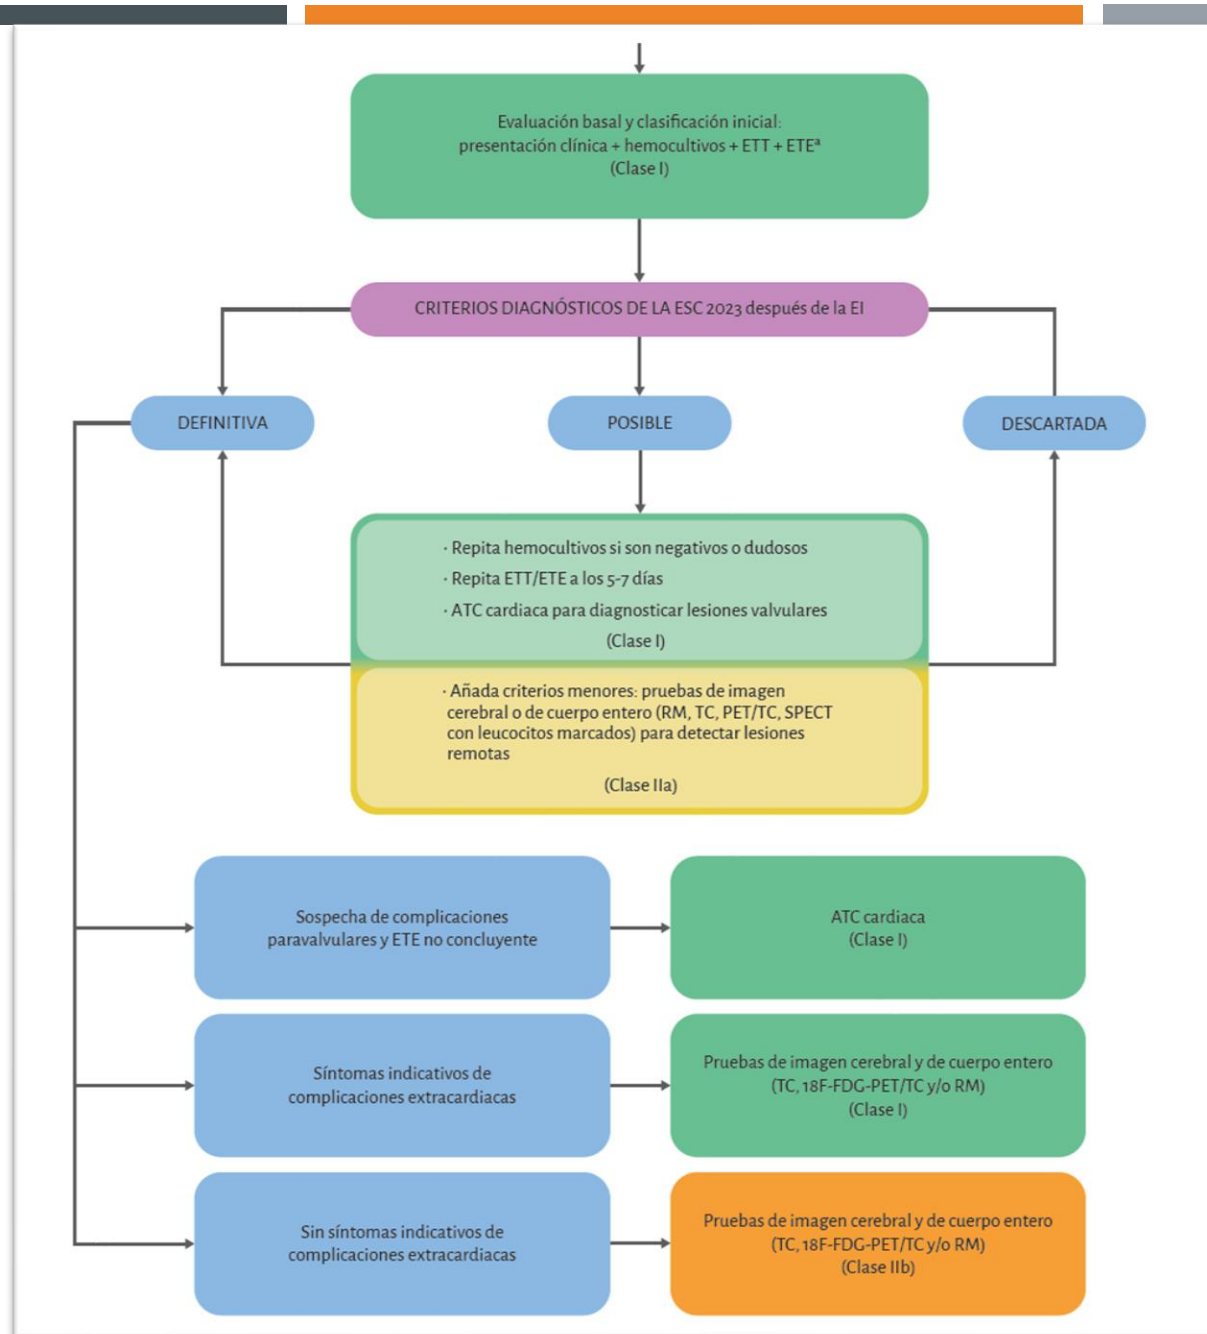 Evaluación basal y clasificación inicial:
presentación clínica + hemocultivos + ETT + ETEª
(Clase I)
CRITERIOS DIAGNÓSTICOS DE LA ESC 2023 después de la EI
DEFINITIVA
POSIBLE
DESCARTADA
· Repita hemocultivos si son negativos o dudosos
· Repita ETT/ETE a los 5-7 días
· ATC cardiaca para diagnosticar lesiones valvulares
(Clase I)
· Añada criterios menores: pruebas de imagen
cerebral o de cuerpo entero (RM, TC, PET/TC, SPECT
con leucocitos marcados) para detectar lesiones
remotas
(Clase IIa)
Sospecha de complicaciones
paravalvulares y ETE no concluyente
ATC cardiaca
(Clase I)
Síntomas indicativos de
complicaciones extracardiacas
Pruebas de imagen cerebral y de cuerpo entero
(TC, 18F-FDG-PET/TC y/o RM)
(Clase I)
Sin síntomas indicativos de
complicaciones extracardiacas
Pruebas de imagen cerebral y de cuerpo entero
(TC, 18F-FDG-PET/TC y/o RM)
(Clase IIb)